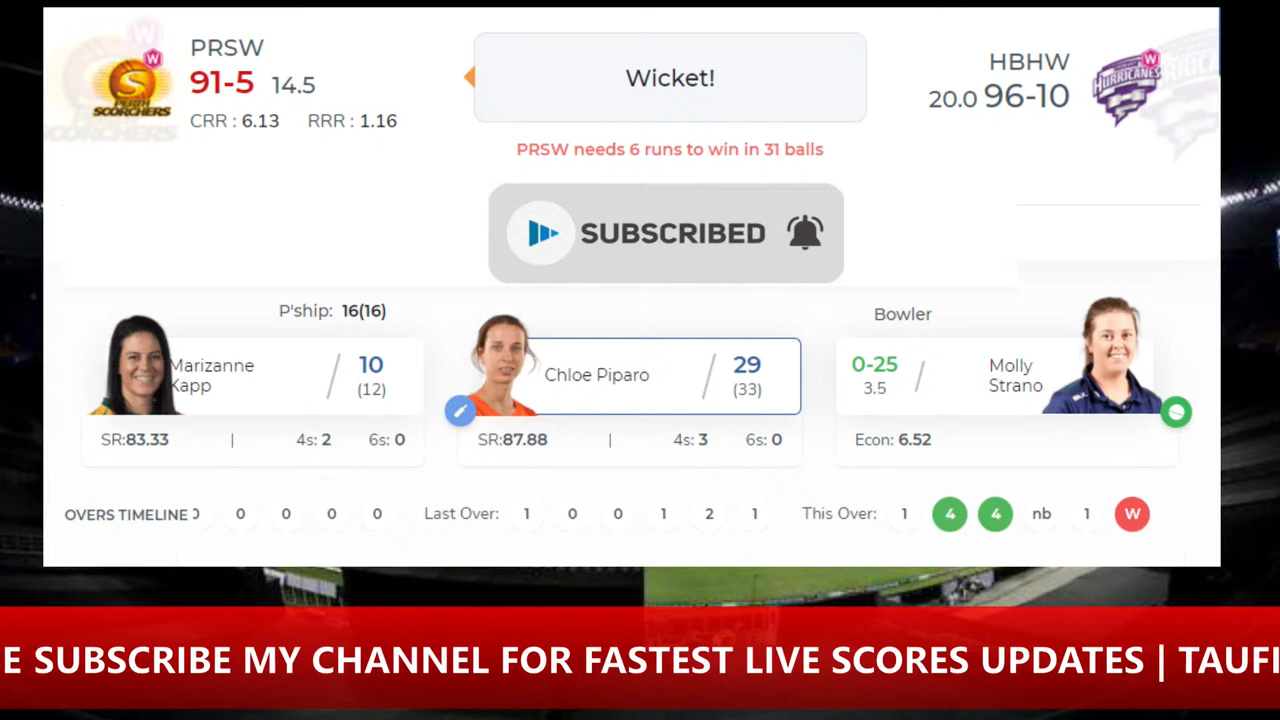 PRSW
91-5 14.5
CRR : 6.13 RRR : 1.16
Wicket!
HBHW
20.0 96-10
PRSW needs 6 runs to win in 31 balls
W
PERTH
SCORCHERS
W
HURRICANES
SUBSCRIBED
P'ship: 16(16)
Bowler
Marizanne
Kapp
10
(12)
Chloe Piparo
29
(33)
0-25
3.5
Molly
Strano
SR:83.33 | 4s: 2 6s: 0
SR:87.88 | 4s: 3 6s: 0
Econ: 6.52
OVERS TIMELINE 0 0 0 0 0 Last Over: 1 0 0 1 2 1 This Over: 1 4 4 nb 1 W
E SUBSCRIBE MY CHANNEL FOR FASTEST LIVE SCORES UPDATES | TAUFI